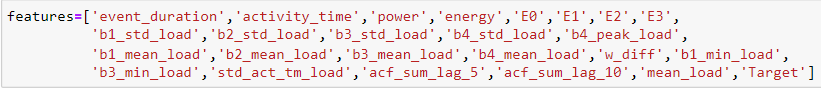 features=['event_duration','activity_time','power','energy','E0','E1','E2','E3',
'b1_std_load','b2_std_load','b3_std_load','b4_std_load','b4_peak_load',
'b1_mean_load','b2_mean_load','b3_mean_load','b4_mean_load','w_diff','b1_min_load',
'b3_min_load','std_act_tm_load','acf_sum_lag_5','acf_sum_lag_10','mean_load','Target']